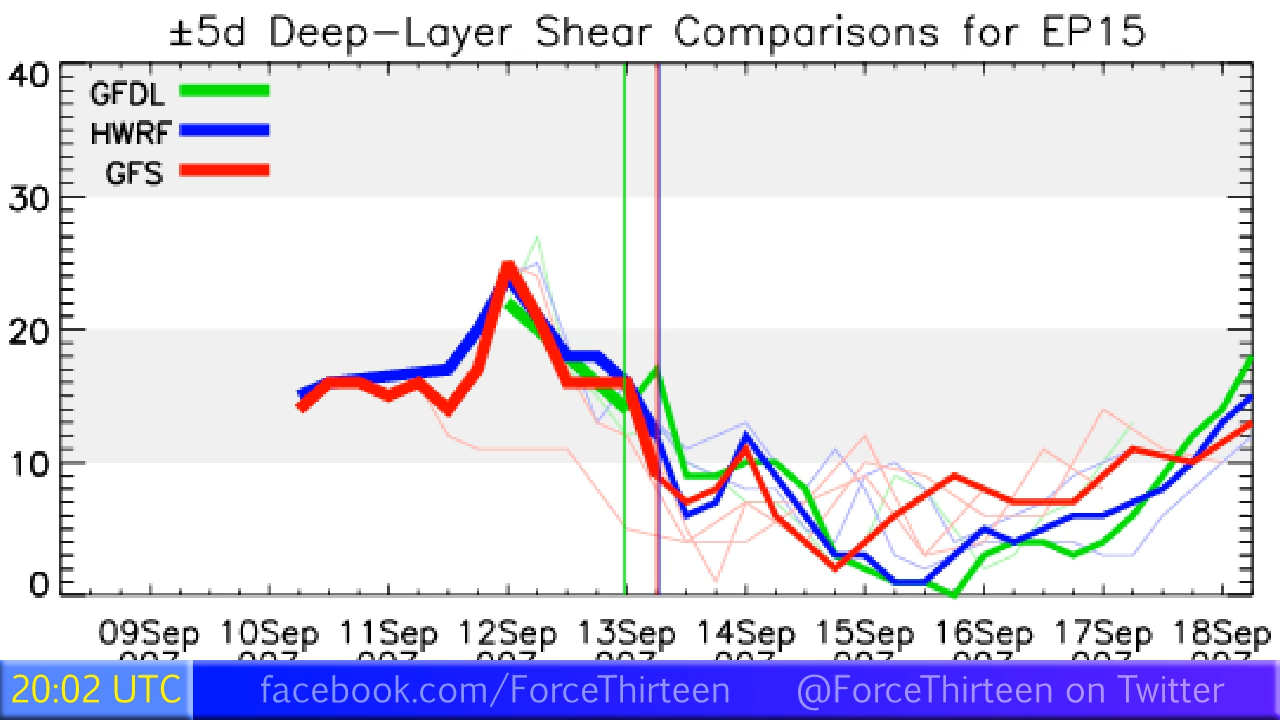 ±5d Deep-Layer Shear Comparisons for EP15
40
GFDL
HWRF
GFS
30
20
10
0
09Sep 10Sep 11Sep 12Sep 13Sep 14Sep 15Sep 16Sep 17Sep 18Sep
20:02 UTC facebook.com/ForceThirteen @ForceThirteen on Twitter